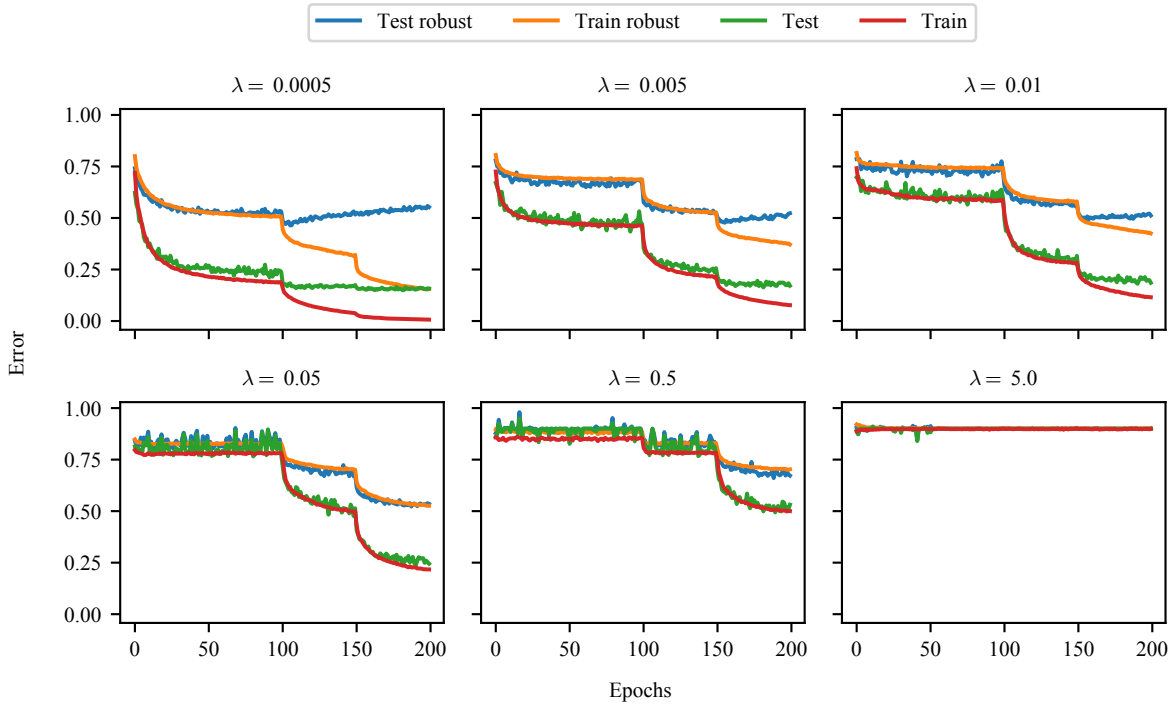 Test robust Train robust Test Train
λ = 0.0005 λ = 0.005 λ = 0.01
1.00
0.75
0.50
0.25
0.00
Error
λ = 0.05 λ = 0.5 λ = 5.0
1.00
0.75
0.50
0.25
0.00
0 50 100 150 200 0 50 100 150 200 0 50 100 150 200
Epochs